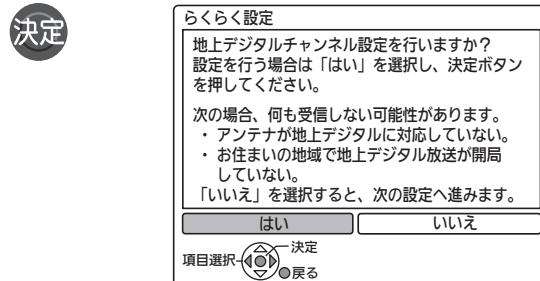 決定
らくらく設定
地上デジタルチャンネル設定を行いますか?
設定を行う場合は「はい」を選択し、決定ボタン
を押してください。
次の場合、何も受信しない可能性があります。
・ アンテナが地上デジタルに対応していない。
・ お住まいの地域で地上デジタル放送が開局
していない。
「いいえ」を選択すると、次の設定へ進みます。
はい いいえ
決定
項目選択
戻る